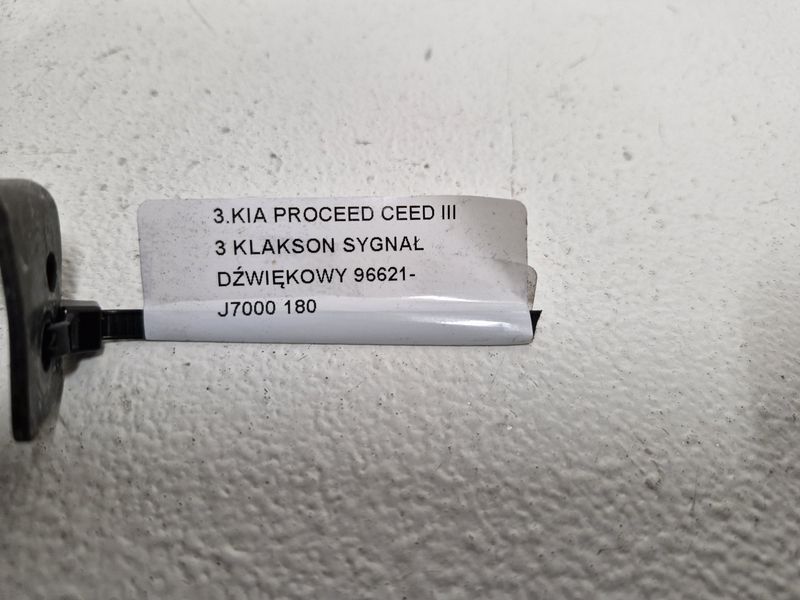 3.KIA PROCEED CEED III
3 KLAKSON SYGNAŁ
DŹWIĘKOWY 96621-
J7000 180